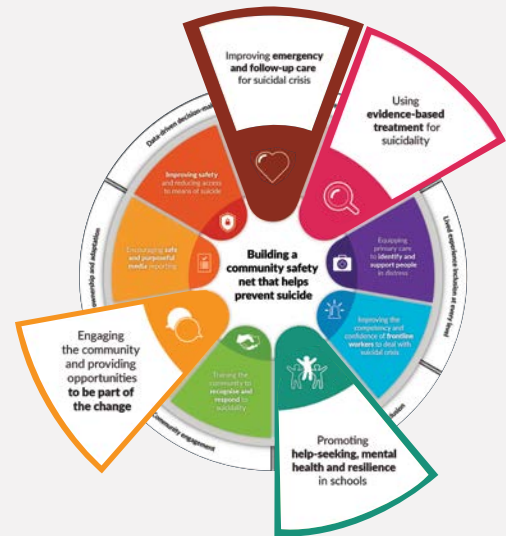 Improving emergency
and follow-up care
for suicidal crisis
Using
evidence-based
treatment for
suicidality
Equipping
primary care
to identify and
support people
in distress
Improving the
competency and
confidence of frontline
workers to deal with
suicidal crisis
Promoting
help-seeking, mental
health and resilience
in schools
Training the
community to
recognise and
respond to
suicidality
Engaging
the community
and providing
opportunities
to be part of
the change
Encouraging safe
and purposeful
media reporting
Improving safety
and reducing access
to means of suicide
Building a
community safety
net that helps
prevent suicide
Data-driven decision-ma
Lived experience inclusion at every level
Community engagement
ownership and adaptation